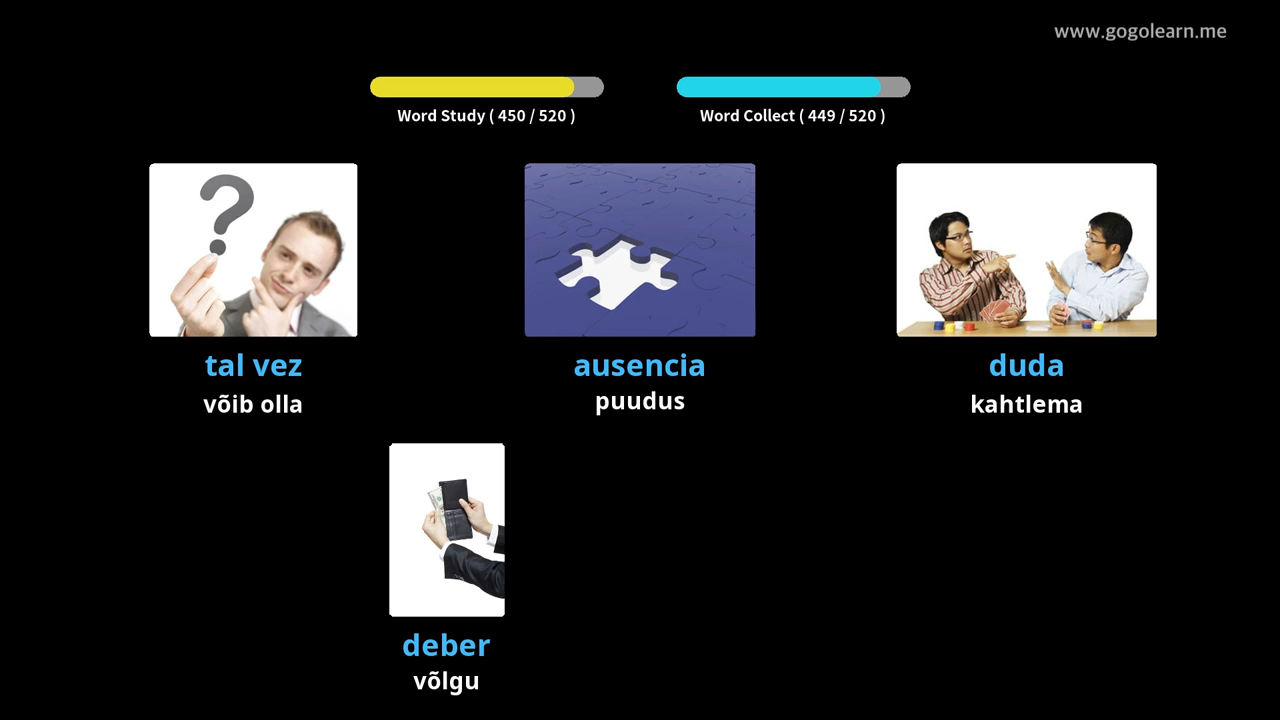 www.gogolearn.me
Word Study ( 450 / 520 )
Word Collect ( 449 / 520 )
?
tal vez
võib olla
ausencia
puudus
duda
kahtlema
deber
võlgu